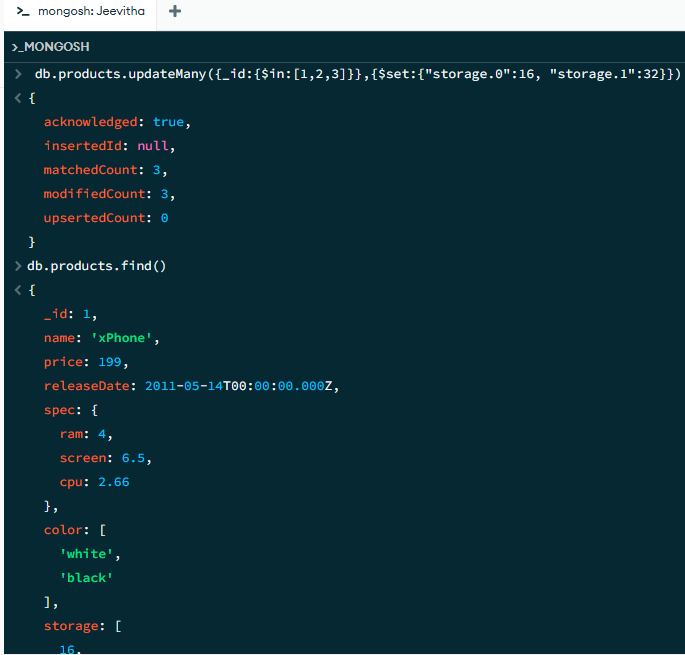 >_ mongosh: Jeevitha +
>_MONGOSH
> db.products.updateMany({_id:{$in:[1,2,3]}},{$set:{"storage.0":16, "storage.1":32}})
< {
acknowledged: true,
insertedId: null,
matchedCount: 3,
modifiedCount: 3,
upsertedCount: 0
}
> db.products.find()
< {
_id: 1,
name: 'xPhone',
price: 199,
releaseDate: 2011-05-14T00:00:00.000Z,
spec: {
ram: 4,
screen: 6.5,
cpu: 2.66
},
color: [
'white',
'black'
],
storage: [
16,